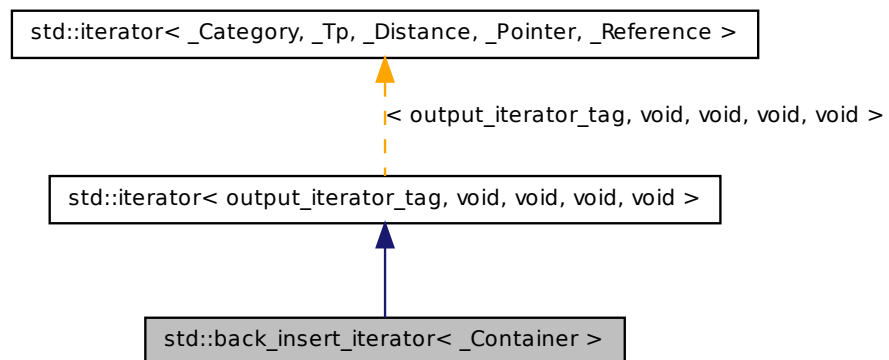 std::iterator< _Category, _Tp, _Distance, _Pointer, _Reference >
< output_iterator_tag, void, void, void, void >
std::iterator< output_iterator_tag, void, void, void, void >
std::back_insert_iterator< _Container >